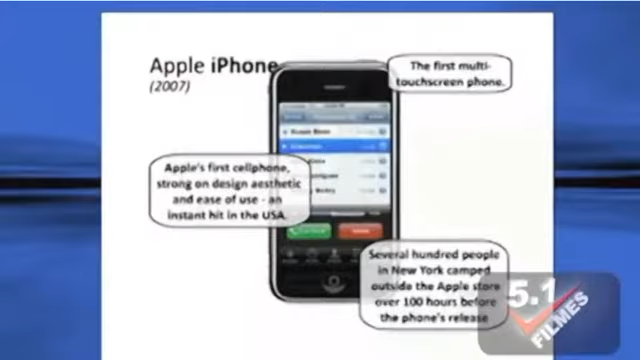 Apple iPhone
(2007)
The first multi-
touchscreen phone.
Apple's first cellphone,
strong on design aesthetic
and ease of use - an
instant hit in the USA.
Several hundred people
in New York camped
outside the Apple store
over 100 hours before
the phone's release
5.1
FILMES